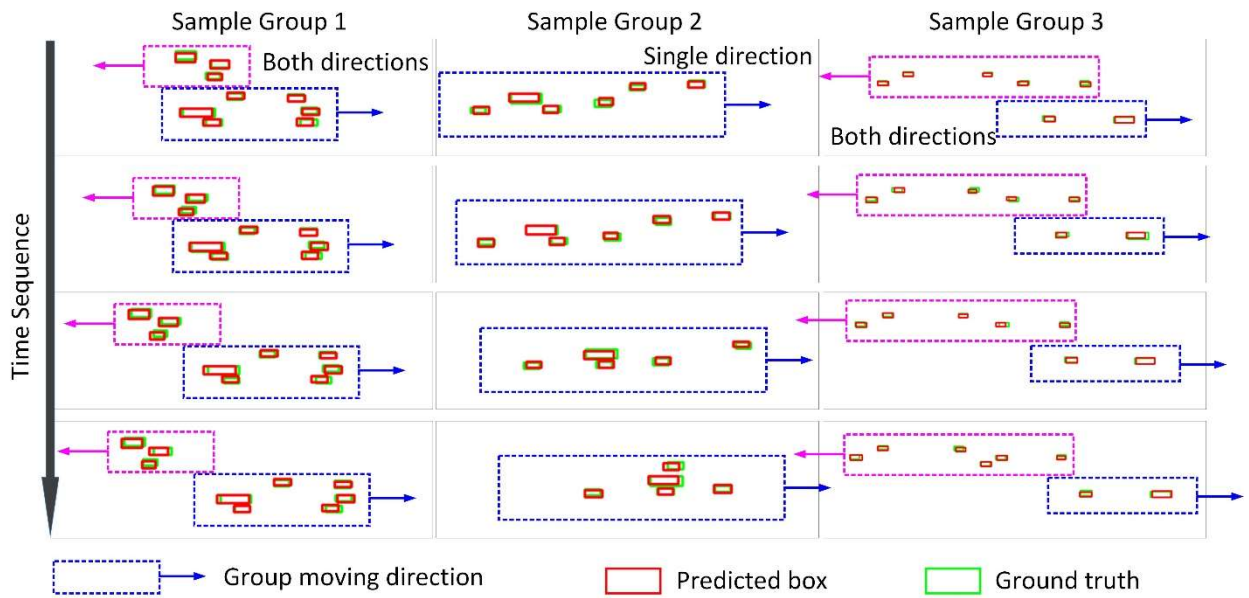 Sample Group 1
Sample Group 2
Sample Group 3
Both directions
Single direction
Both directions
Time Sequence
Group moving direction
Predicted box
Ground truth